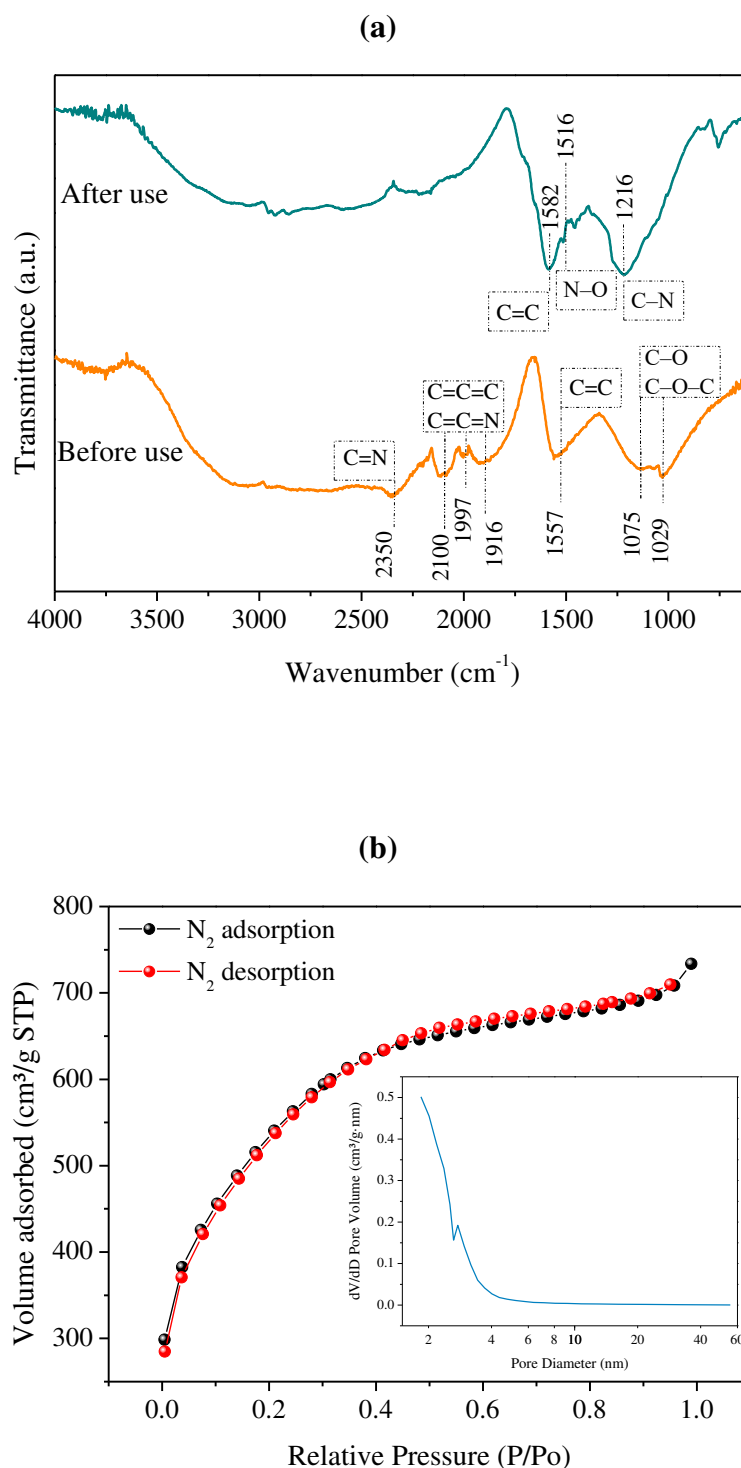 (a)
After use
1582
1516
1216
C=C
N–O
C–N
Transmittance (a.u.)
Before use
C=N
C=C=C
C=C=N
C=C
C–O
C–O–C
2350
2100
1997
1916
1557
1075
1029
4000 3500 3000 2500 2000 1500 1000
Wavenumber (cm⁻¹)
(b)
800
700
600
500
400
300
N₂ adsorption
N₂ desorption
Volume adsorbed (cm³/g STP)
0.5
0.4
0.3
0.2
0.1
0.0
dV/dD Pore Volume (cm³/g·nm)
2 4 6 8 10 10 20 40 60
Pore Diameter (nm)
0.0 0.2 0.4 0.6 0.8 1.0
Relative Pressure (P/Po)